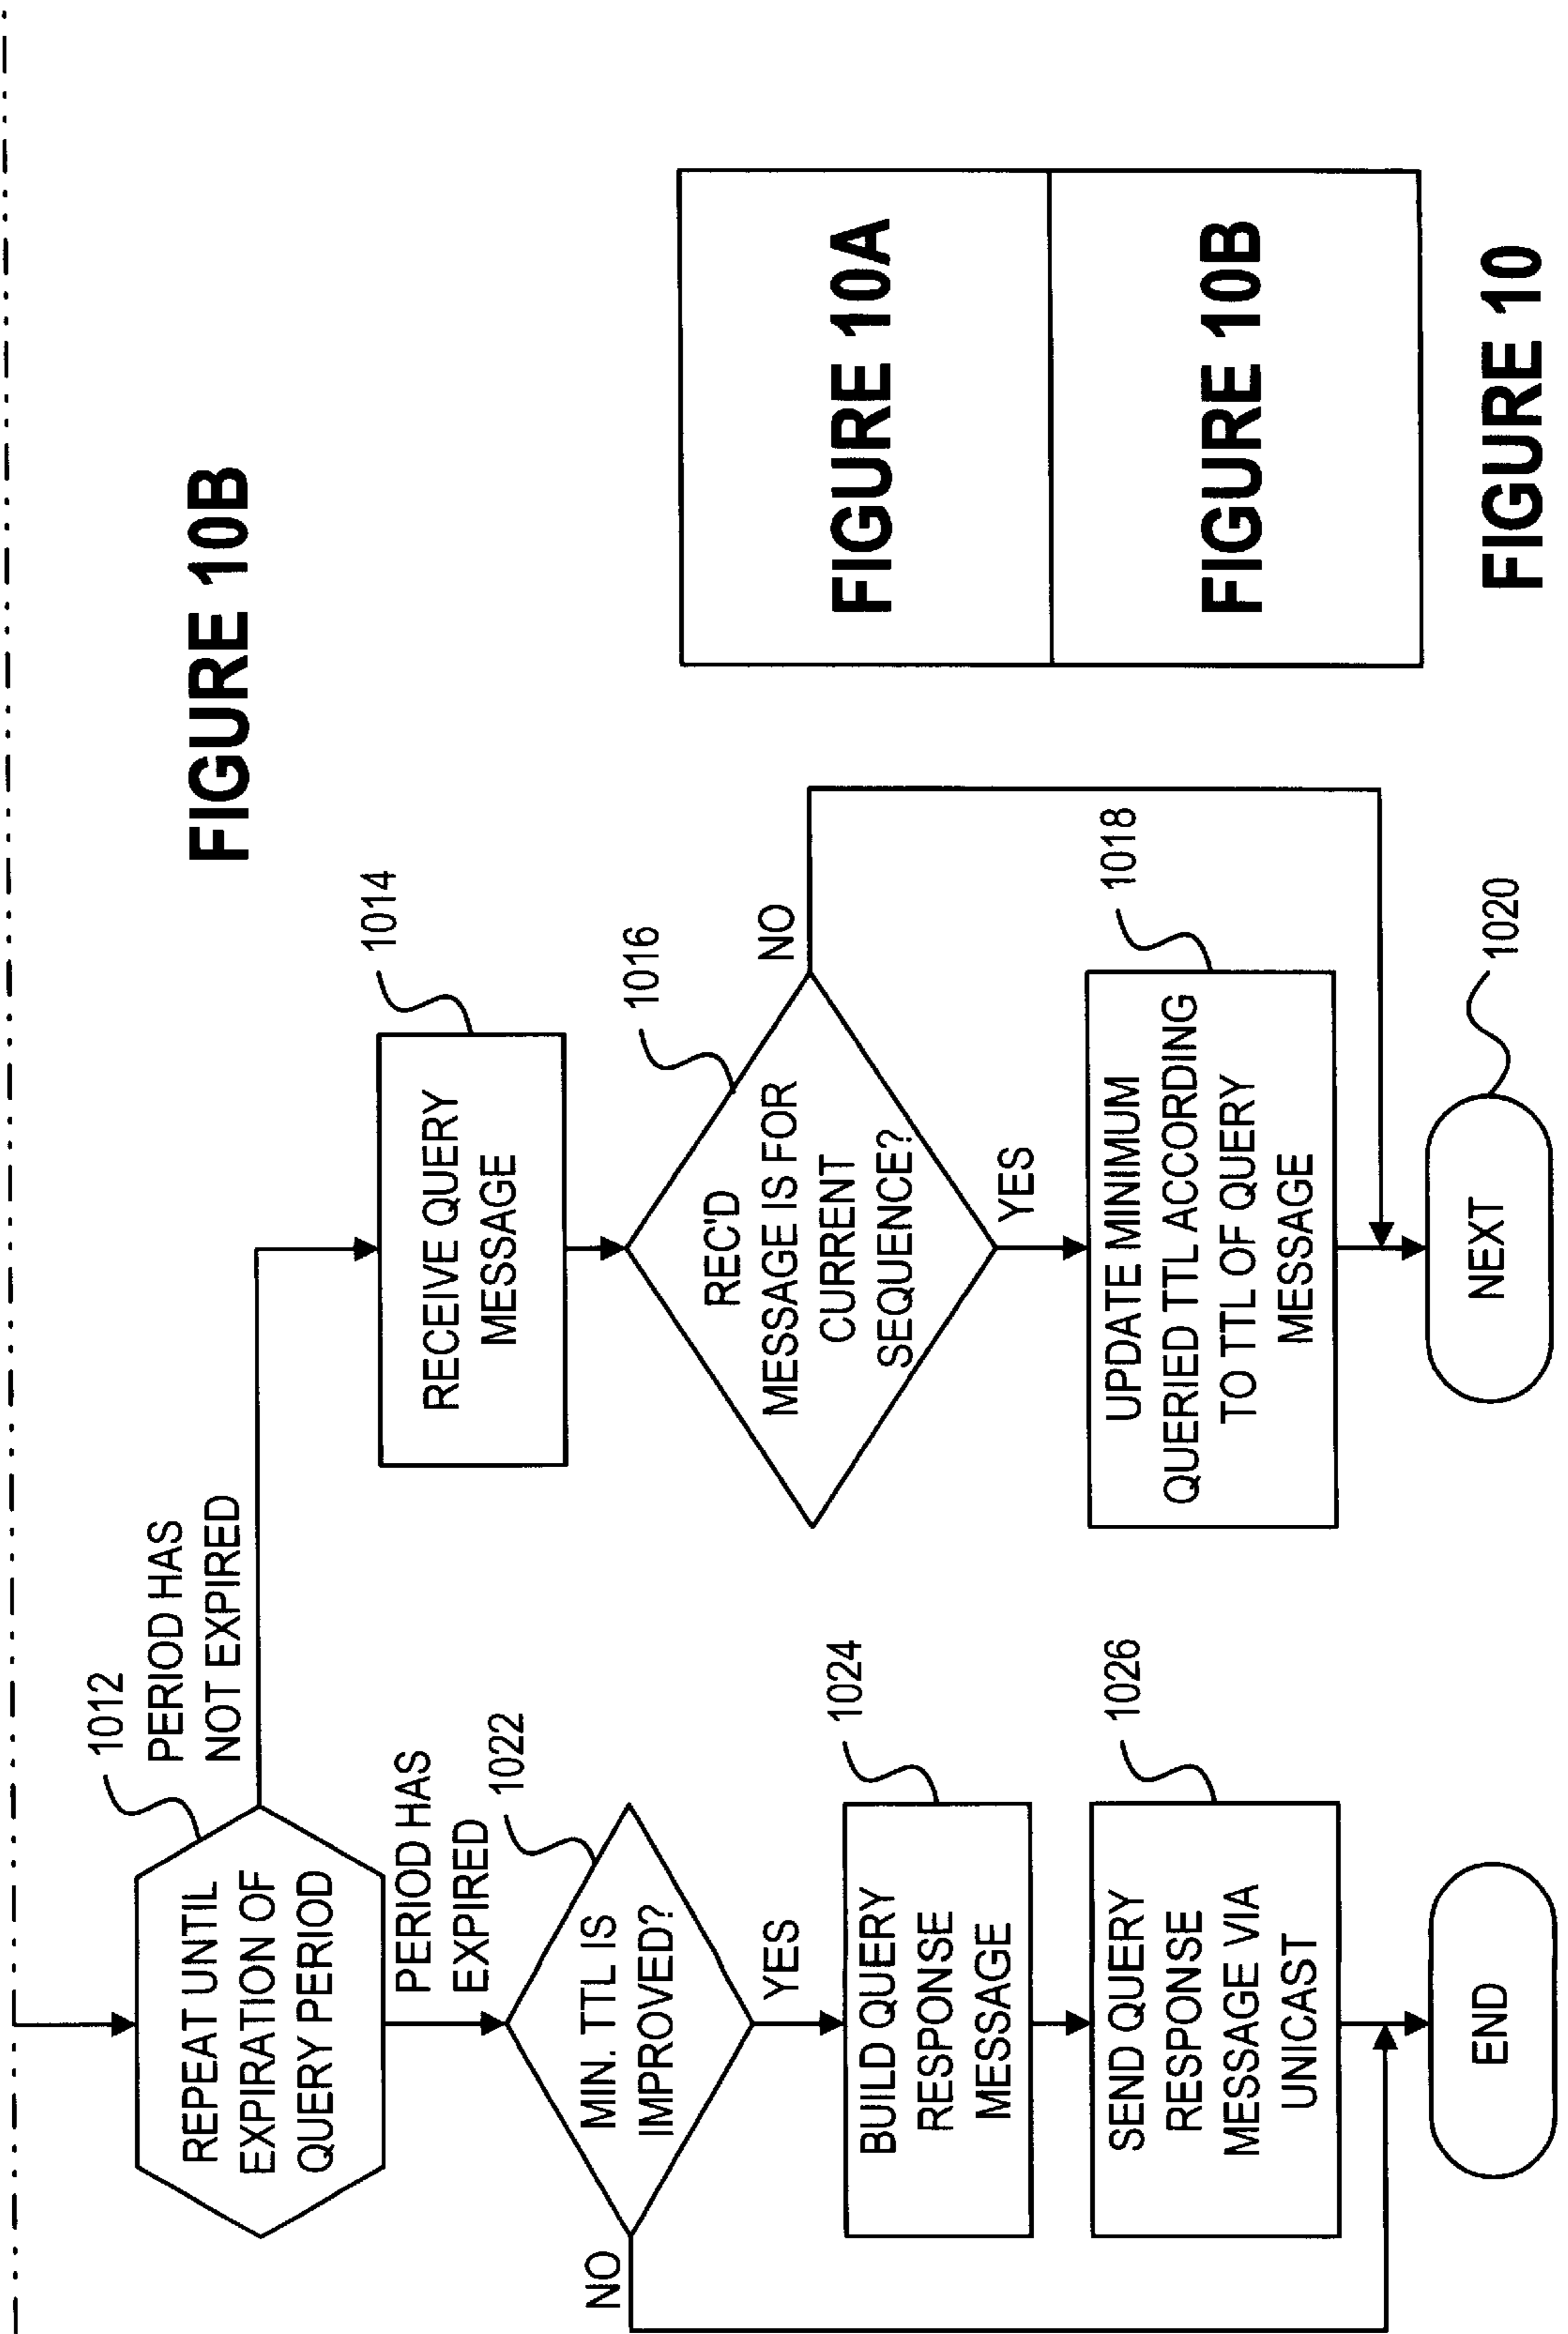 FIGURE 10B
1012
PERIOD HAS
NOT EXPIRED
REPEAT UNTIL
EXPIRATION OF
QUERY PERIOD
PERIOD HAS
EXPIRED
1022
MIN. TTL IS
IMPROVED?
NO
YES
1024
BUILD QUERY
RESPONSE
MESSAGE
1026
SEND QUERY
RESPONSE
MESSAGE VIA
UNICAST
END
1014
RECEIVE QUERY
MESSAGE
1016
REC'D
MESSAGE IS FOR
CURRENT
SEQUENCE?
NO
YES
1018
UPDATE MINIMUM
QUERIED TTL ACCORDING
TO TTL OF QUERY
MESSAGE
1020
NEXT
FIGURE 10A
FIGURE 10B
FIGURE 10